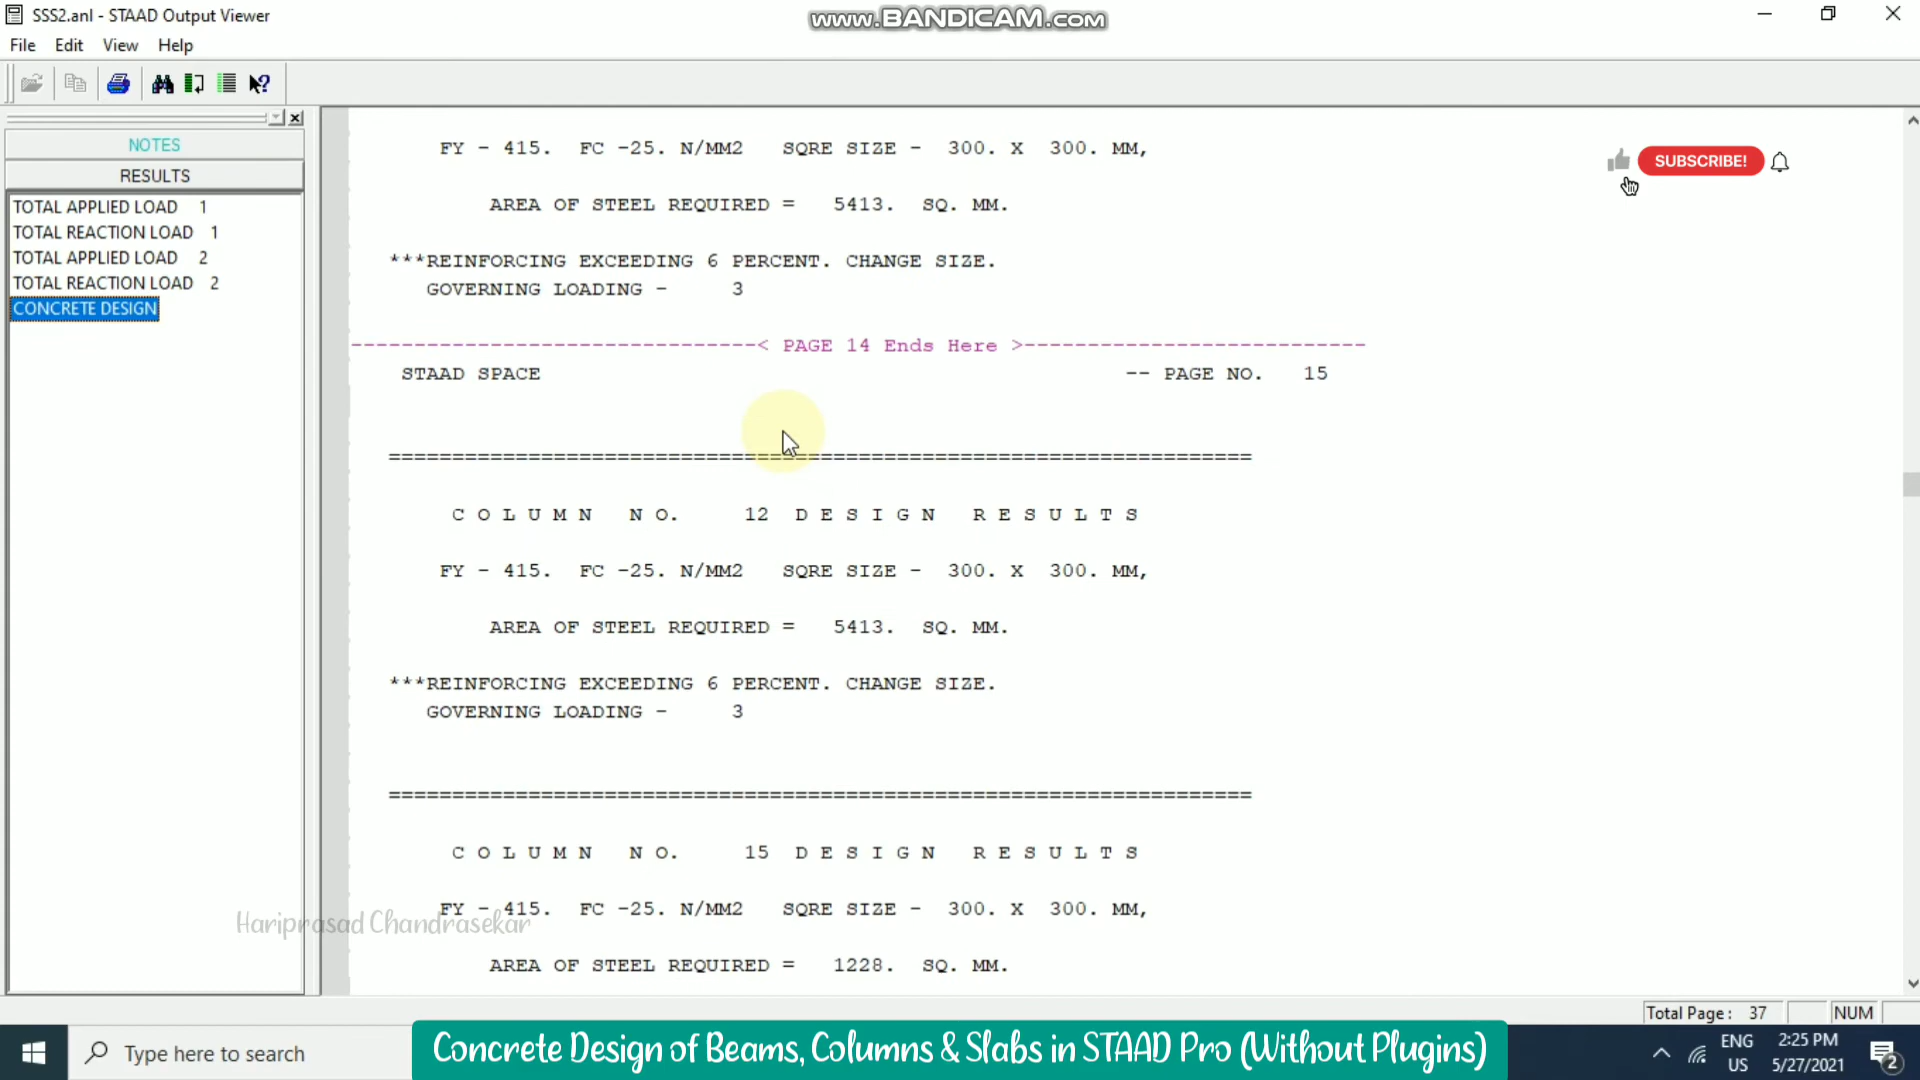 SSS2.anl - STAAD Output Viewer
www.BANDICAM.com
File Edit View Help
NOTES
RESULTS
TOTAL APPLIED LOAD 1
TOTAL REACTION LOAD 1
TOTAL APPLIED LOAD 2
TOTAL REACTION LOAD 2
CONCRETE DESIGN
FY - 415. FC -25. N/MM2 SQRE SIZE - 300. X 300. MM,
SUBSCRIBE!
AREA OF STEEL REQUIRED = 5413. SQ. MM.
***REINFORCING EXCEEDING 6 PERCENT. CHANGE SIZE.
GOVERNING LOADING - 3
--------------------------------< PAGE 14 Ends Here >---------------------------
STAAD SPACE -- PAGE NO. 15
====================================================================
C O L U M N N O. 12 D E S I G N R E S U L T S
FY - 415. FC -25. N/MM2 SQRE SIZE - 300. X 300. MM,
AREA OF STEEL REQUIRED = 5413. SQ. MM.
***REINFORCING EXCEEDING 6 PERCENT. CHANGE SIZE.
GOVERNING LOADING - 3
====================================================================
C O L U M N N O. 15 D E S I G N R E S U L T S
FY - 415. FC -25. N/MM2 SQRE SIZE - 300. X 300. MM,
Hariprasad Chandrasekar
AREA OF STEEL REQUIRED = 1228. SQ. MM.
Total Page : 37 NUM
Type here to search
Concrete Design of Beams, Columns & Slabs in STAAD Pro (Without Plugins)
ENG
US
2:25 PM
5/27/2021
2